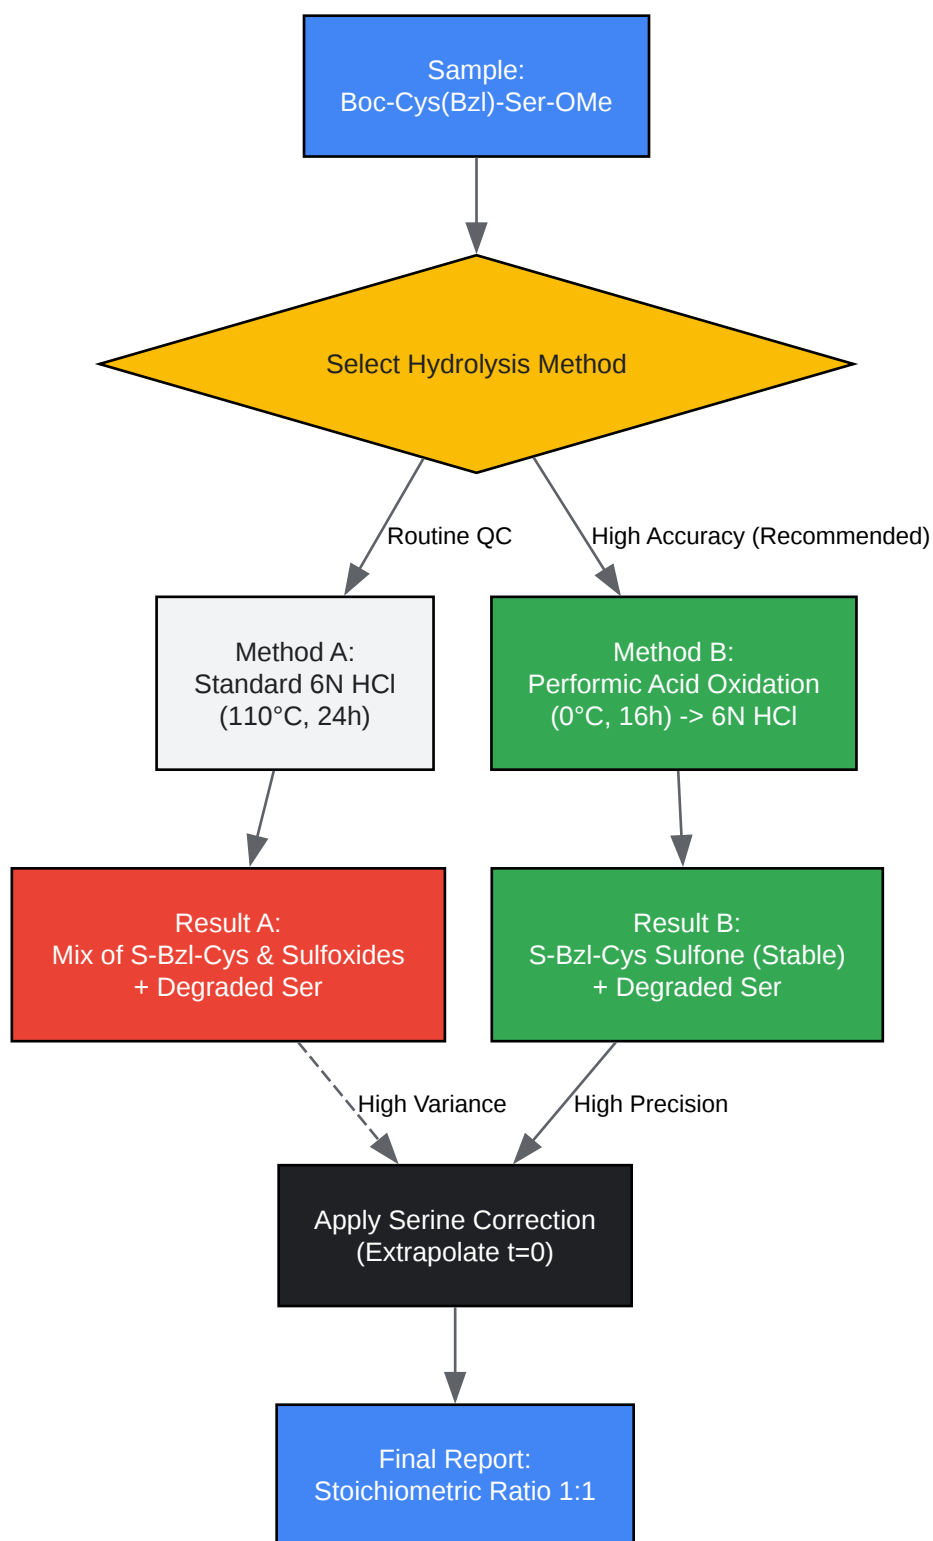 Sample:
Boc-Cys(Bzl)-Ser-OMe
Select Hydrolysis Method
Routine QC
High Accuracy (Recommended)
Method A:
Standard 6N HCl
(110°C, 24h)
Method B:
Performic Acid Oxidation
(0°C, 16h) -> 6N HCl
Result A:
Mix of S-Bzl-Cys & Sulfoxides
+ Degraded Ser
Result B:
S-Bzl-Cys Sulfone (Stable)
+ Degraded Ser
High Variance
High Precision
Apply Serine Correction
(Extrapolate t=0)
Final Report:
Stoichiometric Ratio 1:1